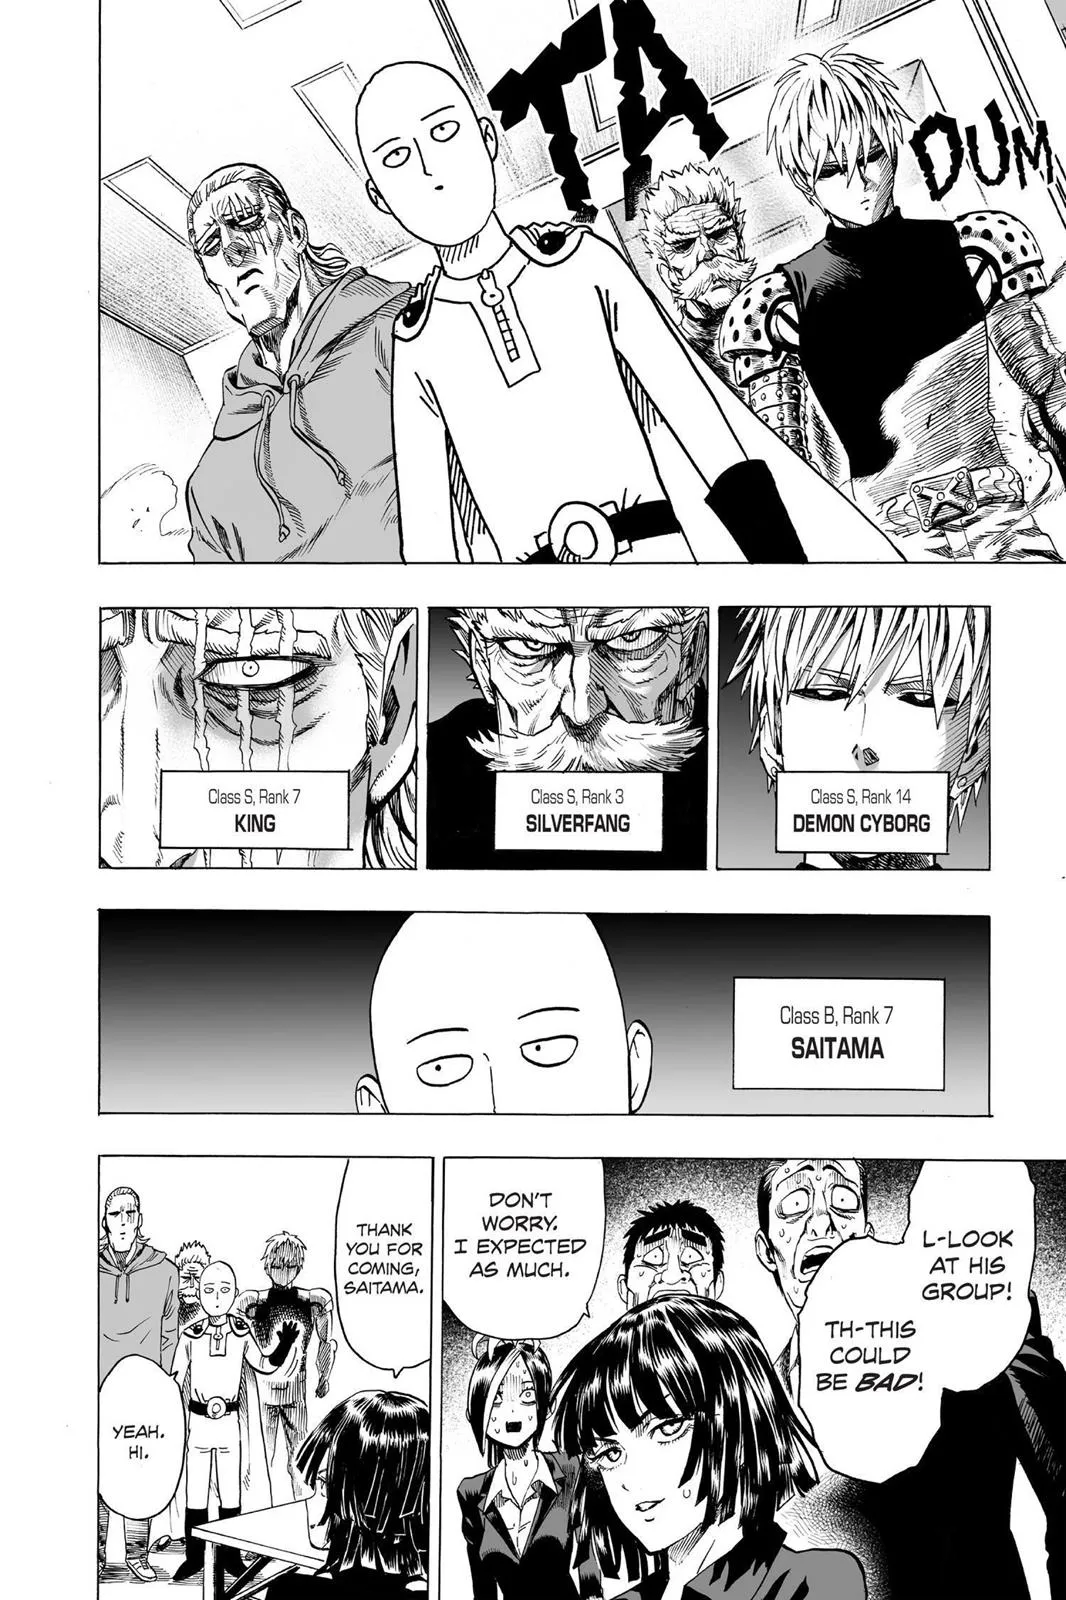 TA
DUM
Class S, Rank 7
KING
Class S, Rank 3
SILVERFANG
Class S, Rank 14
DEMON CYBORG
Class B, Rank 7
SAITAMA
THANK
YOU FOR
COMING,
SAITAMA.
YEAH.
HI.
DON'T
WORRY.
I EXPECTED
AS MUCH.
L-LOOK
AT HIS
GROUP!
TH-THIS
COULD
BE BAD!